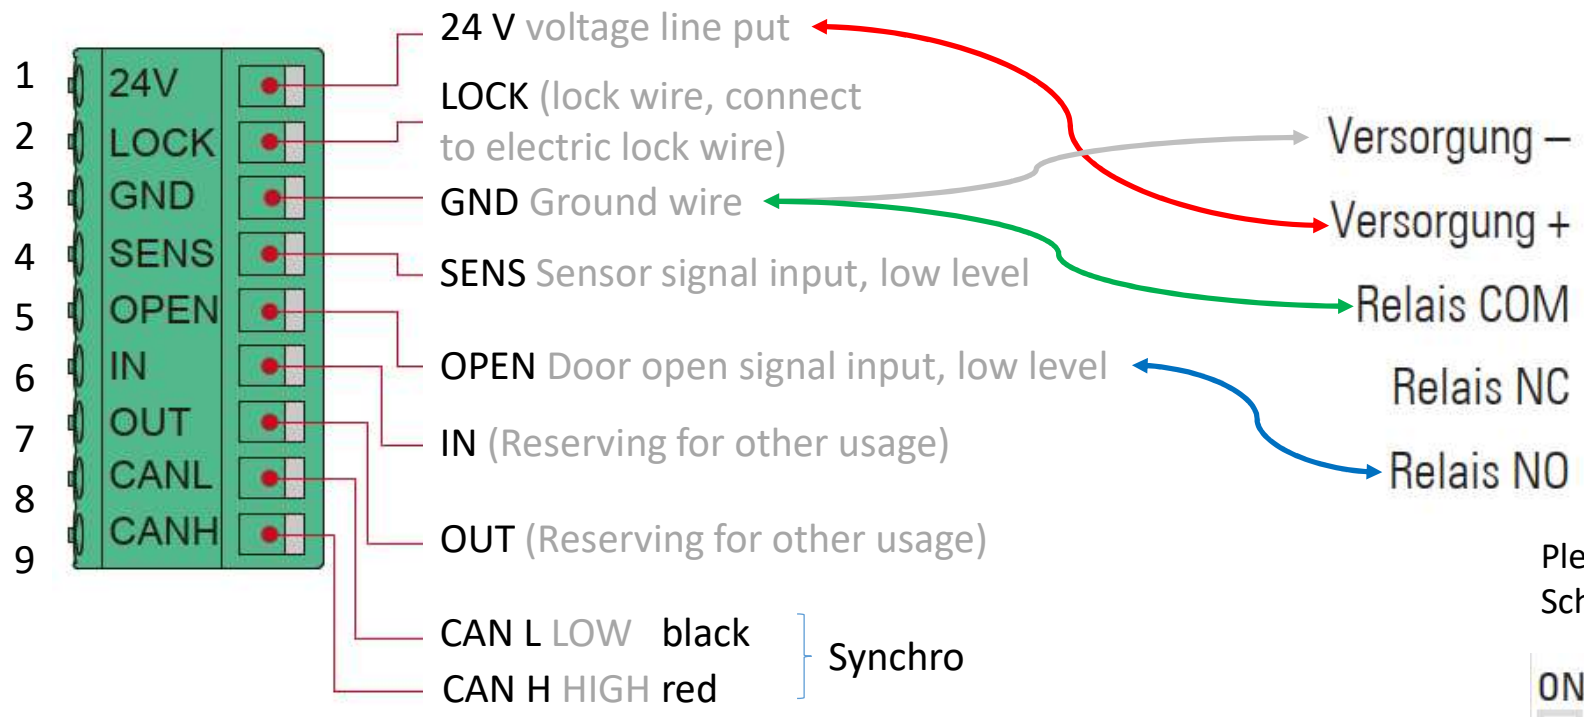 1
2
3
4
5
6
7
8
9
24V
LOCK
GND
SENS
OPEN
IN
OUT
CANL
CANH
24 V voltage line put
LOCK (lock wire, connect
to electric lock wire)
GND Ground wire
SENS Sensor signal input, low level
OPEN Door open signal input, low level
IN (Reserving for other usage)
OUT (Reserving for other usage)
CAN L LOW black
CAN H HIGH red
Synchro
Versorgung –
Versorgung +
Relais COM
Relais NC
Relais NO
Ple
Sch
ON